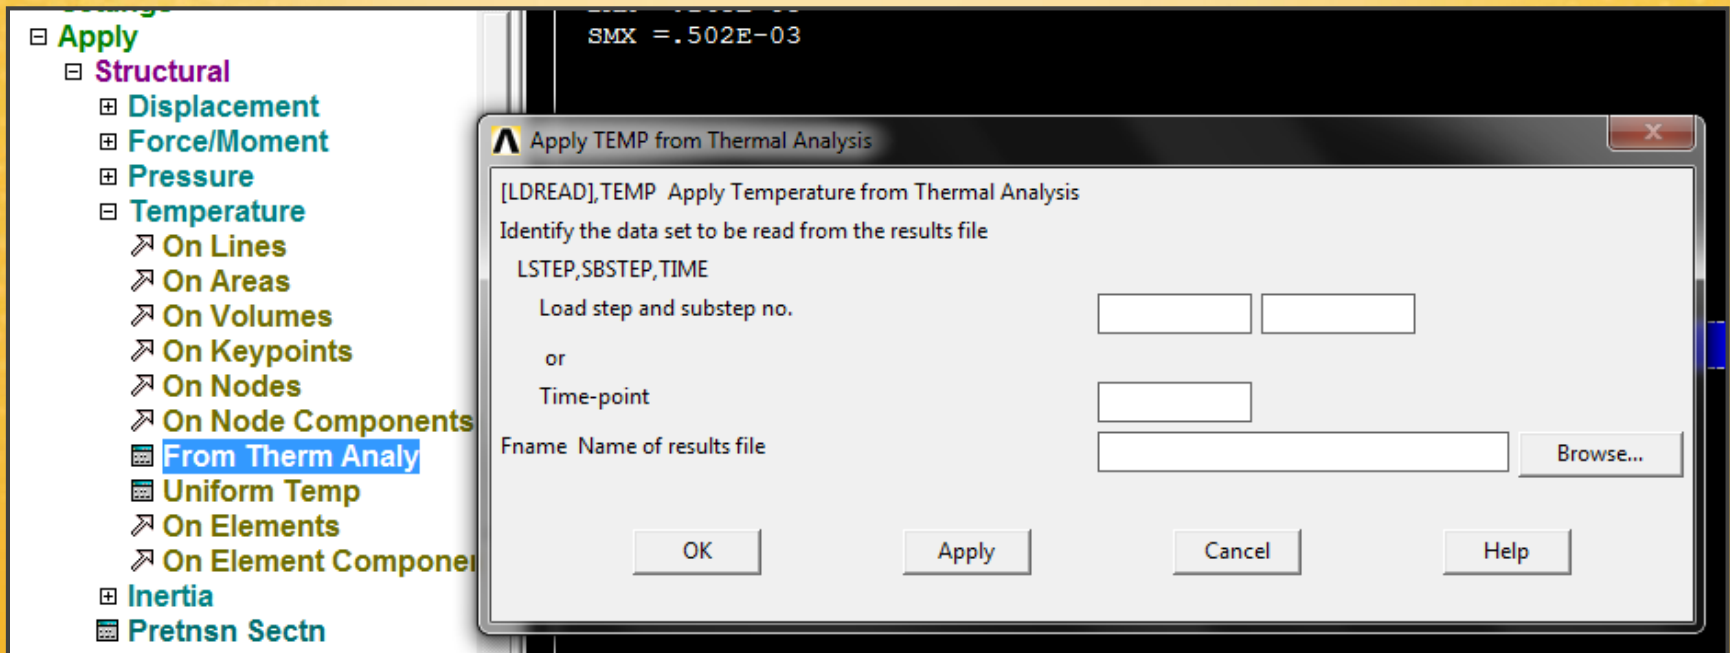 Apply
SMX =.502E-03
Structural
Displacement
Force/Moment
Pressure
Temperature
On Lines
On Areas
On Volumes
On Keypoints
On Nodes
On Node Components
From Therm Analy
Uniform Temp
On Elements
On Element Componen
Inertia
Pretnsn Sectn
Apply TEMP from Thermal Analysis
[LDREAD],TEMP Apply Temperature from Thermal Analysis
Identify the data set to be read from the results file
LSTEP,SBSTEP,TIME
Load step and substep no.
or
Time-point
Fname Name of results file
Browse...
OK
Apply
Cancel
Help